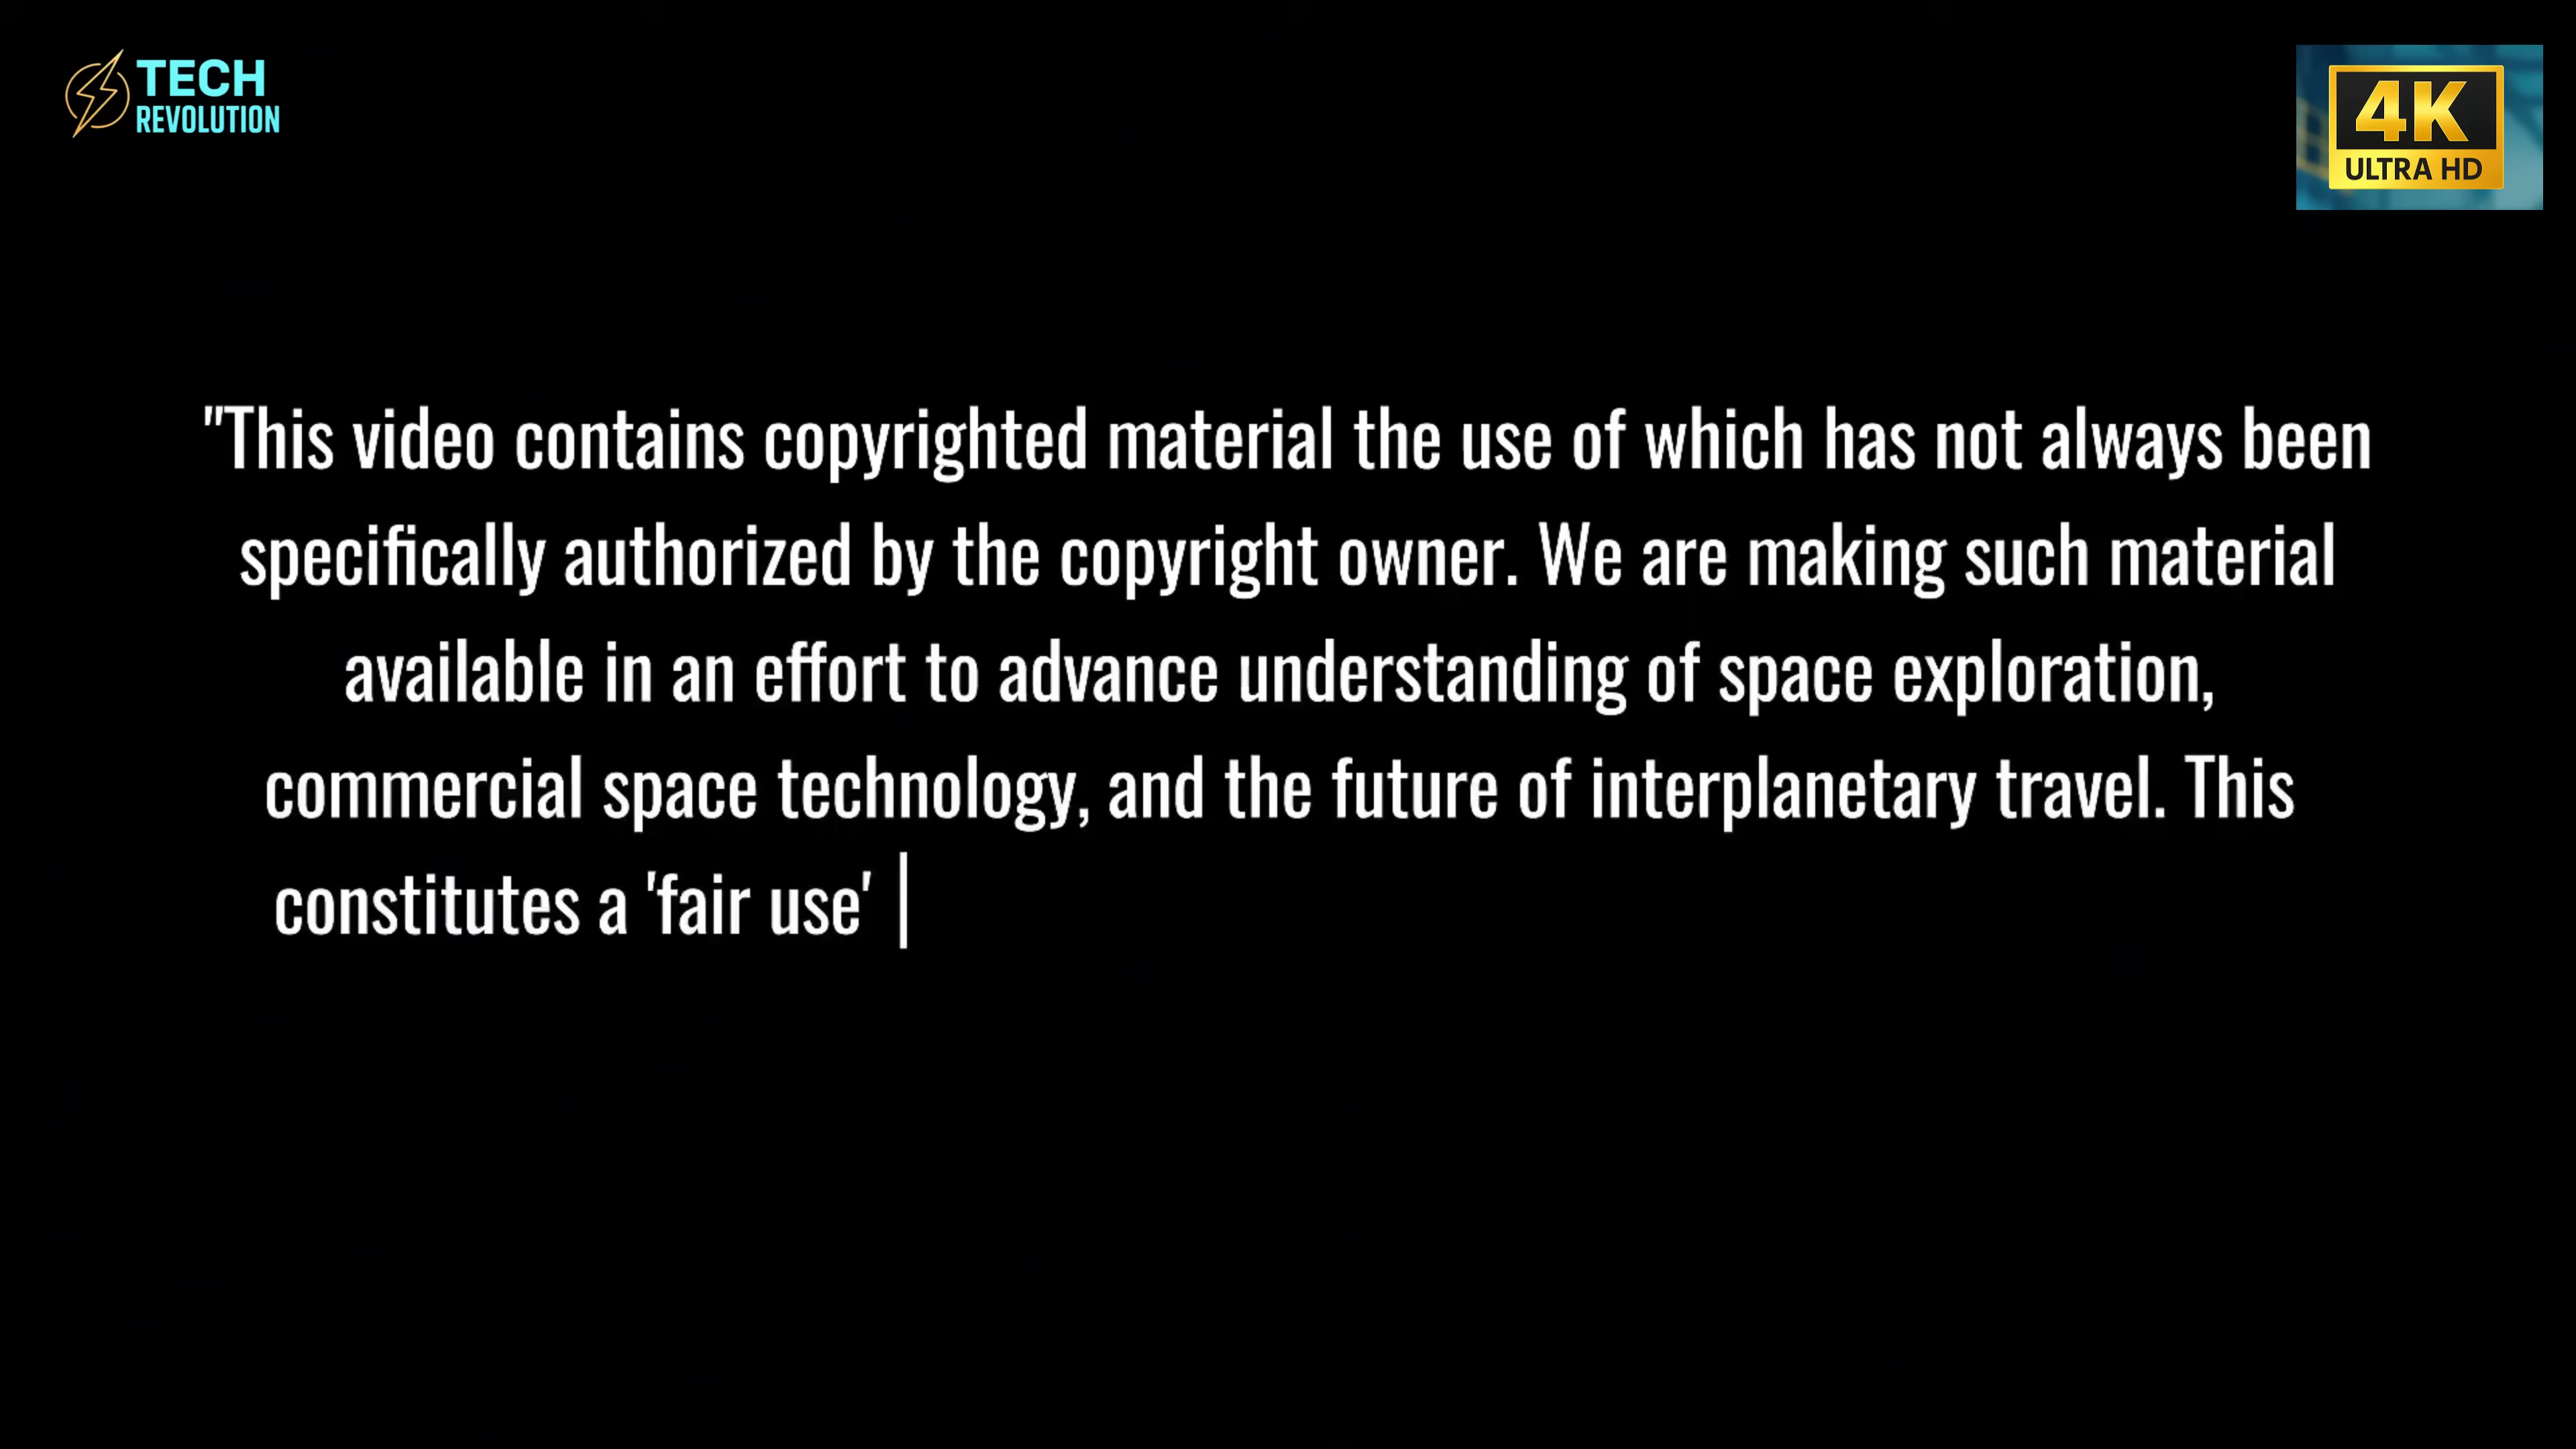 TECH
REVOLUTION
4K
ULTRA HD
"This video contains copyrighted material the use of which has not always been
specifically authorized by the copyright owner. We are making such material
available in an effort to advance understanding of space exploration,
commercial space technology, and the future of interplanetary travel. This
constitutes a 'fair use'